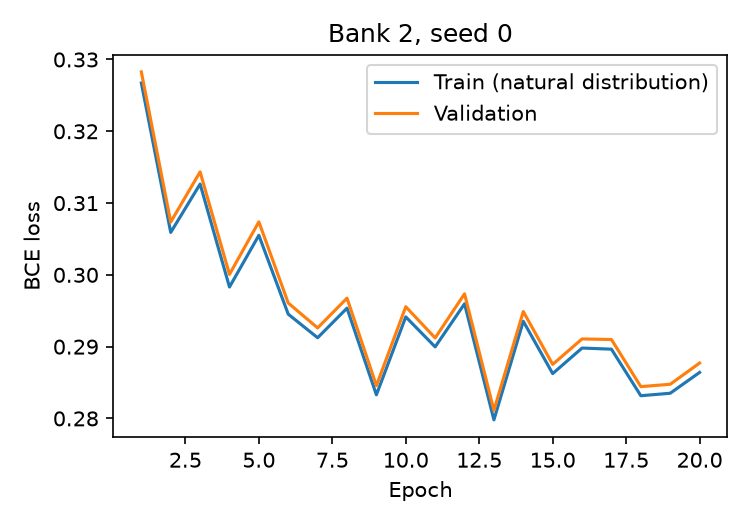 Bank 2, seed 0
Train (natural distribution)
Validation
BCE loss
0.33
0.32
0.31
0.30
0.29
0.28
2.5 5.0 7.5 10.0 12.5 15.0 17.5 20.0
Epoch